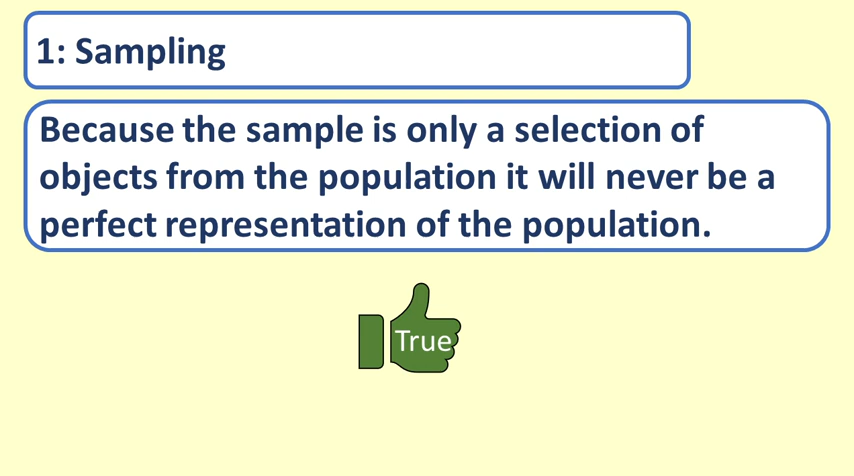 1: Sampling
Because the sample is only a selection of
objects from the population it will never be a
perfect representation of the population.
True